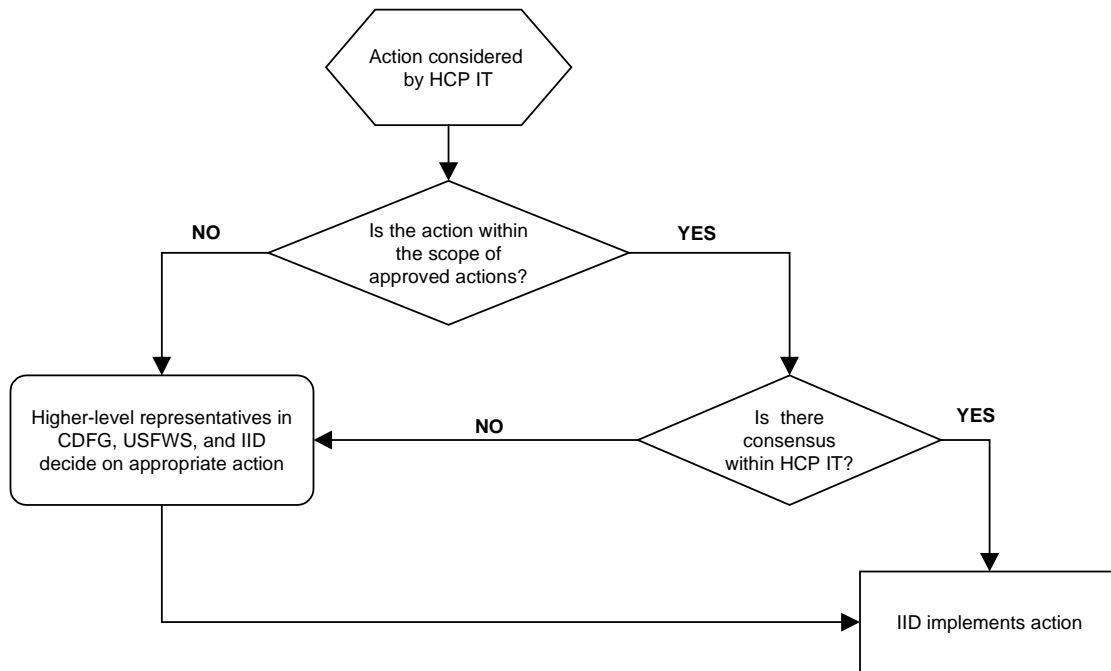 Action considered
by HCP IT
Is the action within
the scope of
approved actions?
NO
YES
Higher-level representatives in
CDFG, USFWS, and IID
decide on appropriate action
NO
Is there
consensus
within HCP IT?
YES
IID implements action